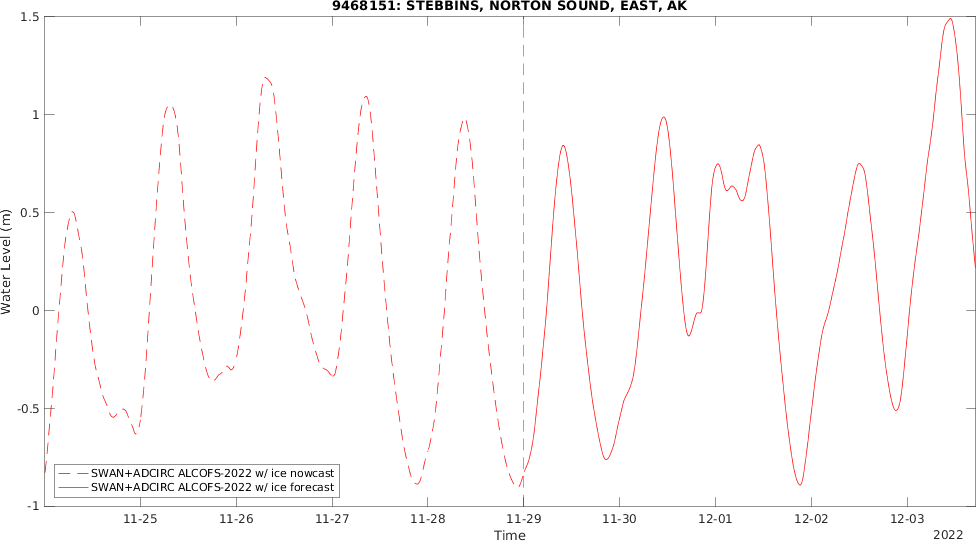 9468151: STEBBINS, NORTON SOUND, EAST, AK
1.5
1
0.5
0
-0.5
-1
Water Level (m)
SWAN+ADCIRC ALCOFS-2022 w/ ice nowcast
SWAN+ADCIRC ALCOFS-2022 w/ ice forecast
11-25 11-26 11-27 11-28 11-29 11-30 12-01 12-02 12-03
Time
2022